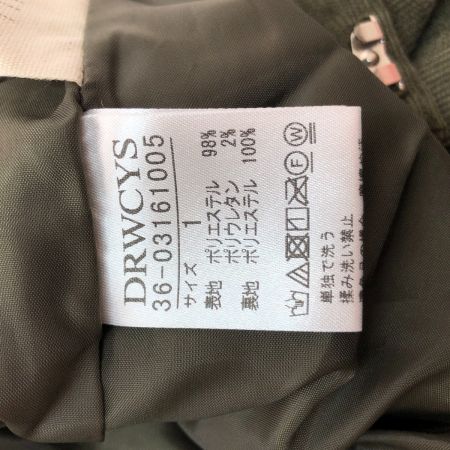 DRWCYS
36-03161005
サイズ 1
表地 ポリエステル 98%
ポリウレタン 2%
裏地 ポリエステル 100%
F W
単独で洗う
揉み洗い禁止